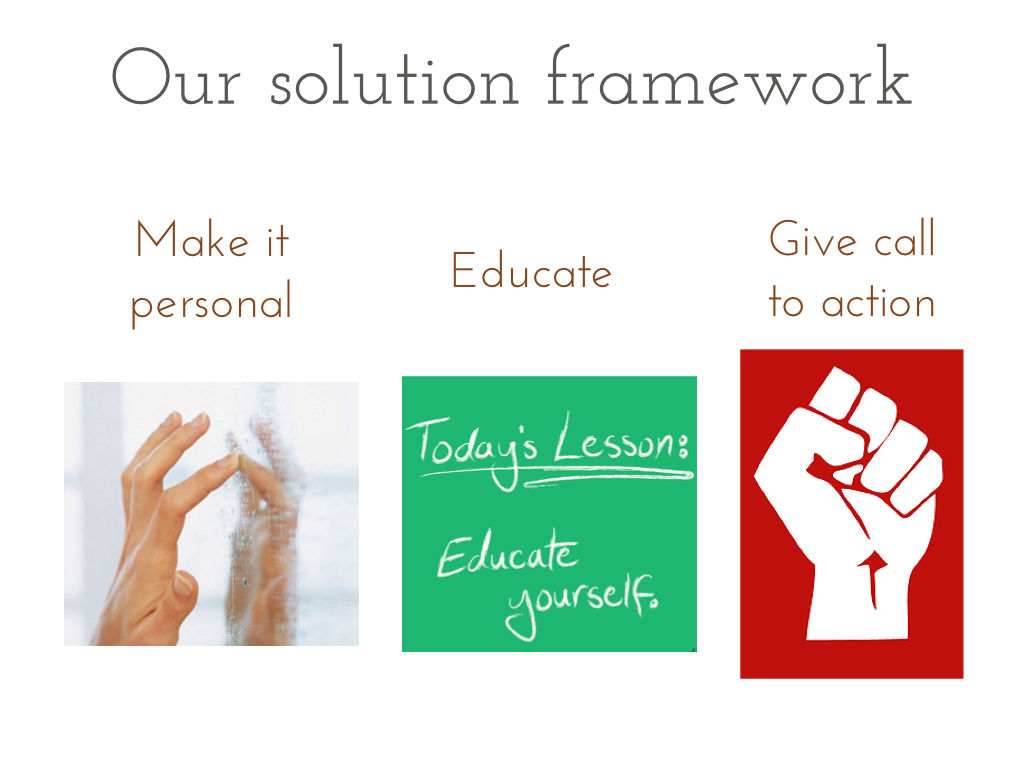 Our solution framework
Make it
personal
Educate
Give call
to action
Today's Lesson:
Educate
yourself.